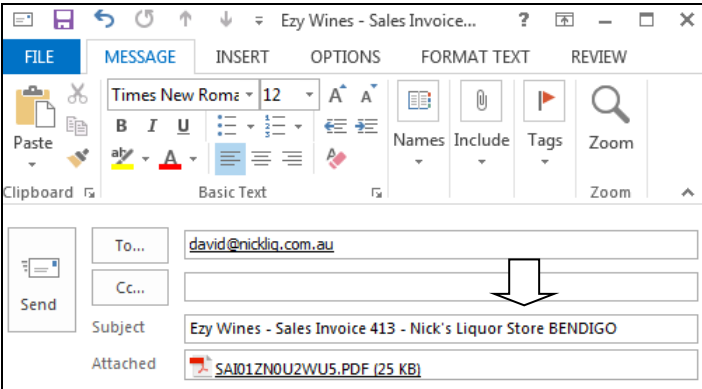 Ezy Wines - Sales Invoice... ?
FILE MESSAGE INSERT OPTIONS FORMAT TEXT REVIEW
Times New Roma 12 A A
B I U
Paste
Names Include Tags Zoom
aby A
Clipboard Basic Text Zoom
To... david@nickliq.com.au
Cc...
Send
Subject Ezy Wines - Sales Invoice 413 - Nick's Liquor Store BENDIGO
Attached SAI01ZN0U2WU5.PDF (25 KB)